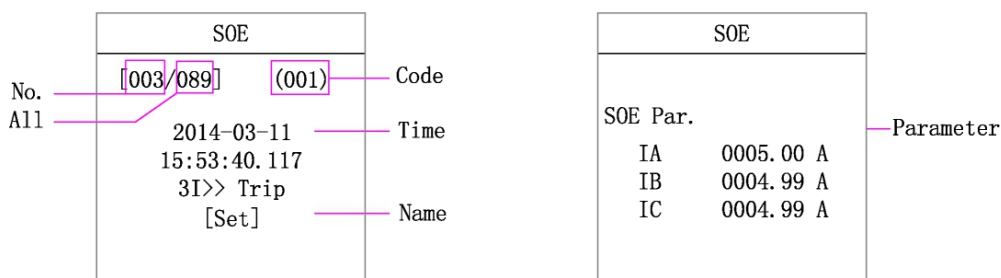 SOE
[003/089] (001)
No.
All
Code
2014-03-11
Time
15:53:40.117
3I>> Trip
[Set]
Name
SOE
SOE Par.
IA 0005.00 A
IB 0004.99 A
IC 0004.99 A
Parameter